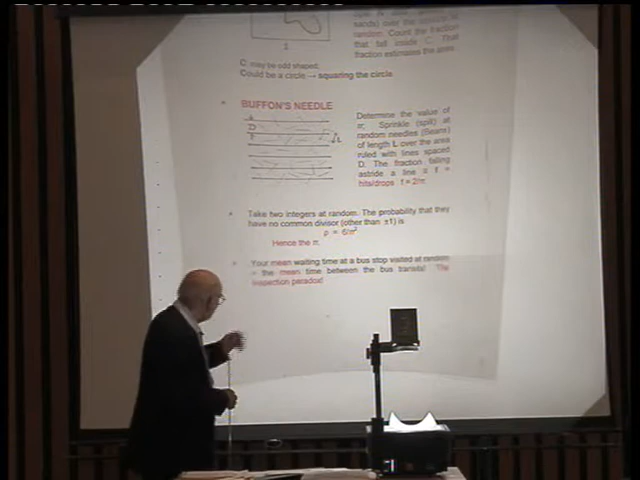 sands) over the
random. Count the fraction
that fall inside C. That
fraction estimates the area
C may be odd shaped:
Could be a circle → squaring the circle
BUFFON'S NEEDLE
Determine the value of
π. Sprinkle (spill) at
random needles (Beans)
of length L over the area
ruled with lines spaced
D. The fraction falling
astride a line is f =
hits/drops f = 2/π
D
L
Take two integers at random. The probability that they
have no common divisor (other than ±1) is
p = 6/π²
Hence the π.
Your mean waiting time at a bus stop visited at random
= the mean time between the bus transits! The
inspection paradox!